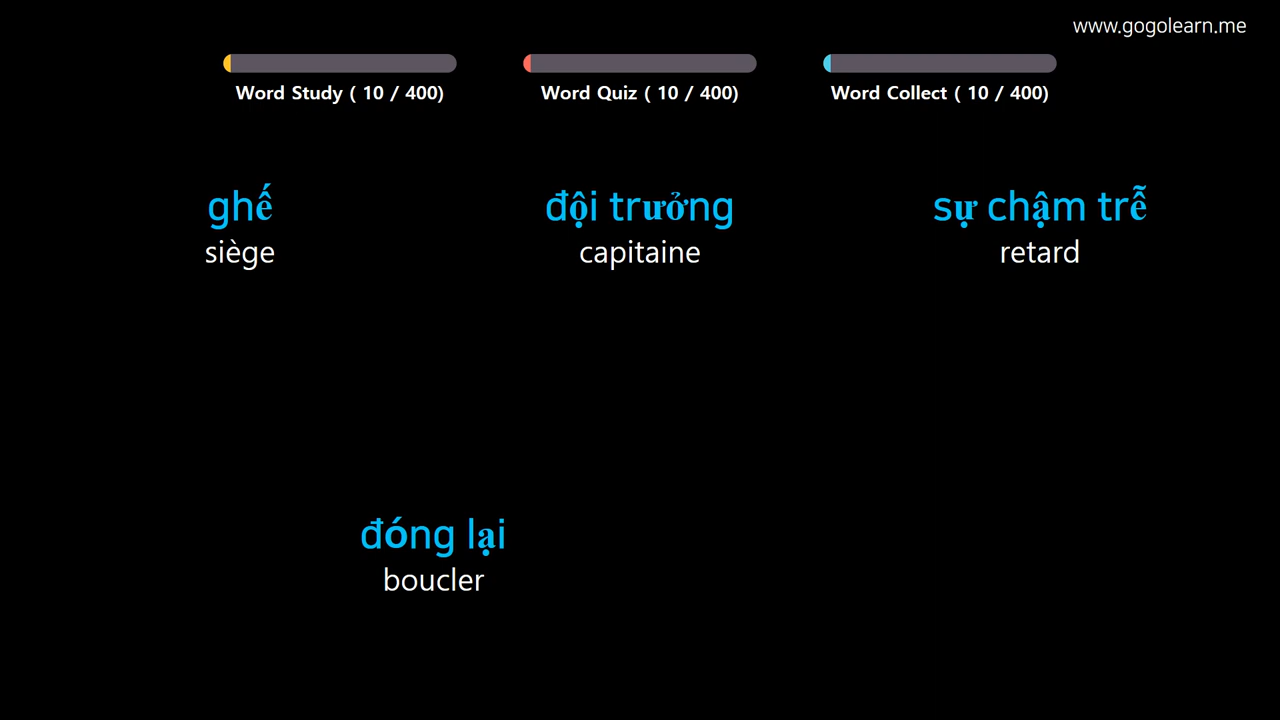 www.gogolearn.me
Word Study ( 10 / 400)
Word Quiz ( 10 / 400)
Word Collect ( 10 / 400)
ghế
siège
đội trưởng
capitaine
sự chậm trễ
retard
đóng lại
boucler